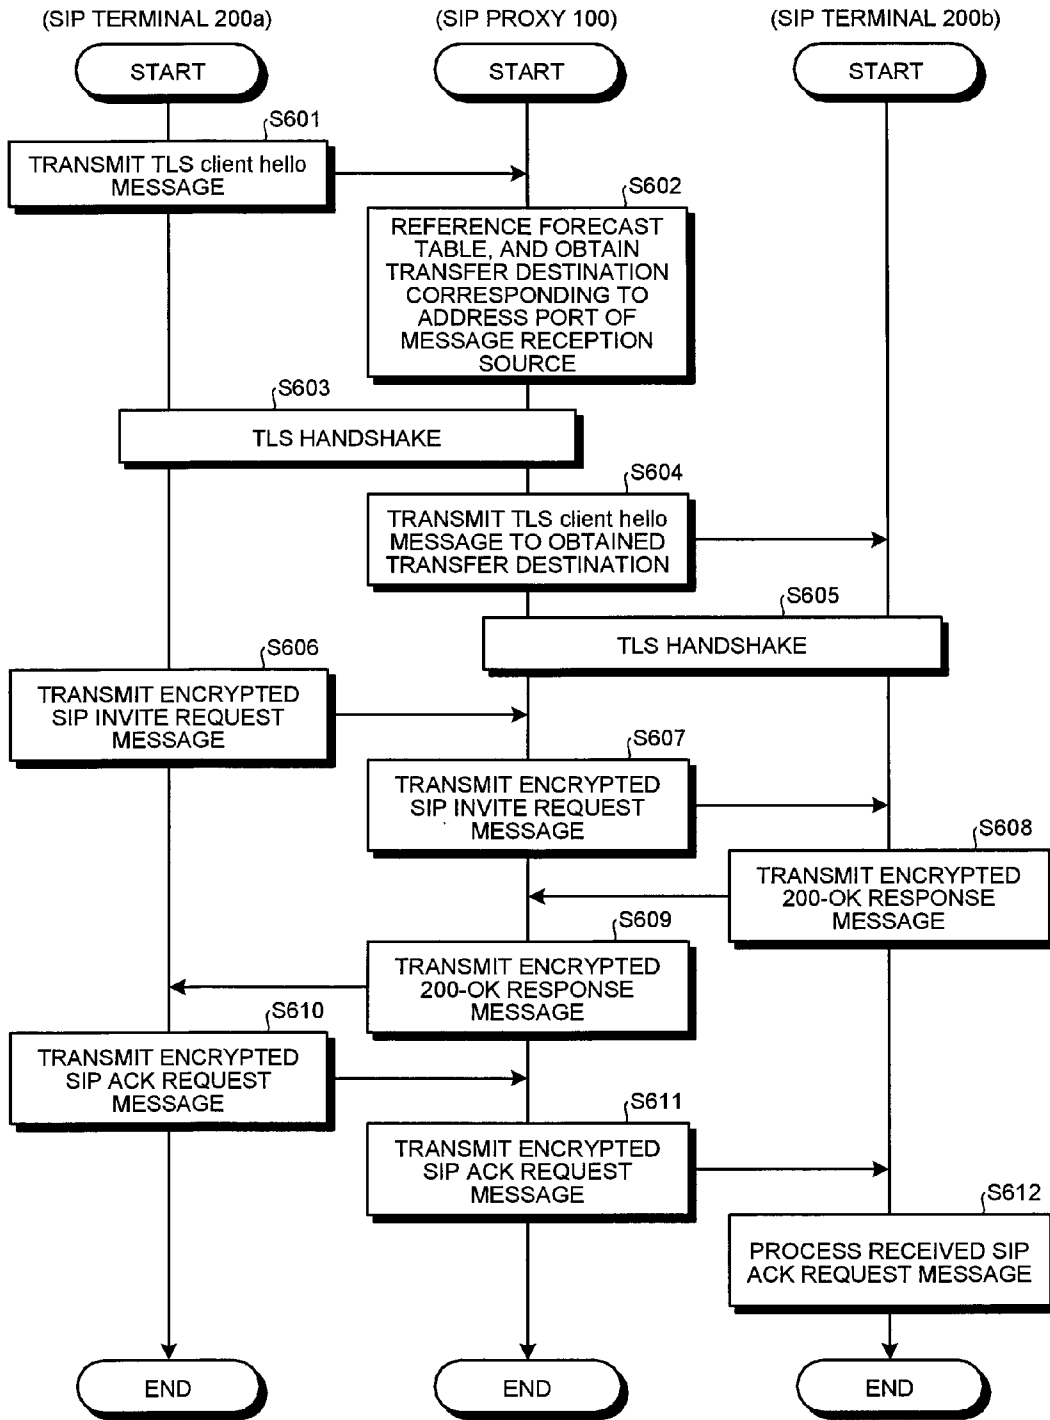 (SIP TERMINAL 200a)
(SIP PROXY 100)
(SIP TERMINAL 200b)
START
START
START
S601
TRANSMIT TLS client hello
MESSAGE
S602
REFERENCE FORECAST
TABLE, AND OBTAIN
TRANSFER DESTINATION
CORRESPONDING TO
ADDRESS PORT OF
MESSAGE RECEPTION
SOURCE
S603
TLS HANDSHAKE
S604
TRANSMIT TLS client hello
MESSAGE TO OBTAINED
TRANSFER DESTINATION
S605
TLS HANDSHAKE
S606
TRANSMIT ENCRYPTED
SIP INVITE REQUEST
MESSAGE
S607
TRANSMIT ENCRYPTED
SIP INVITE REQUEST
MESSAGE
S608
TRANSMIT ENCRYPTED
200-OK RESPONSE
MESSAGE
S609
TRANSMIT ENCRYPTED
200-OK RESPONSE
MESSAGE
S610
TRANSMIT ENCRYPTED
SIP ACK REQUEST
MESSAGE
S611
TRANSMIT ENCRYPTED
SIP ACK REQUEST
MESSAGE
S612
PROCESS RECEIVED SIP
ACK REQUEST MESSAGE
END
END
END